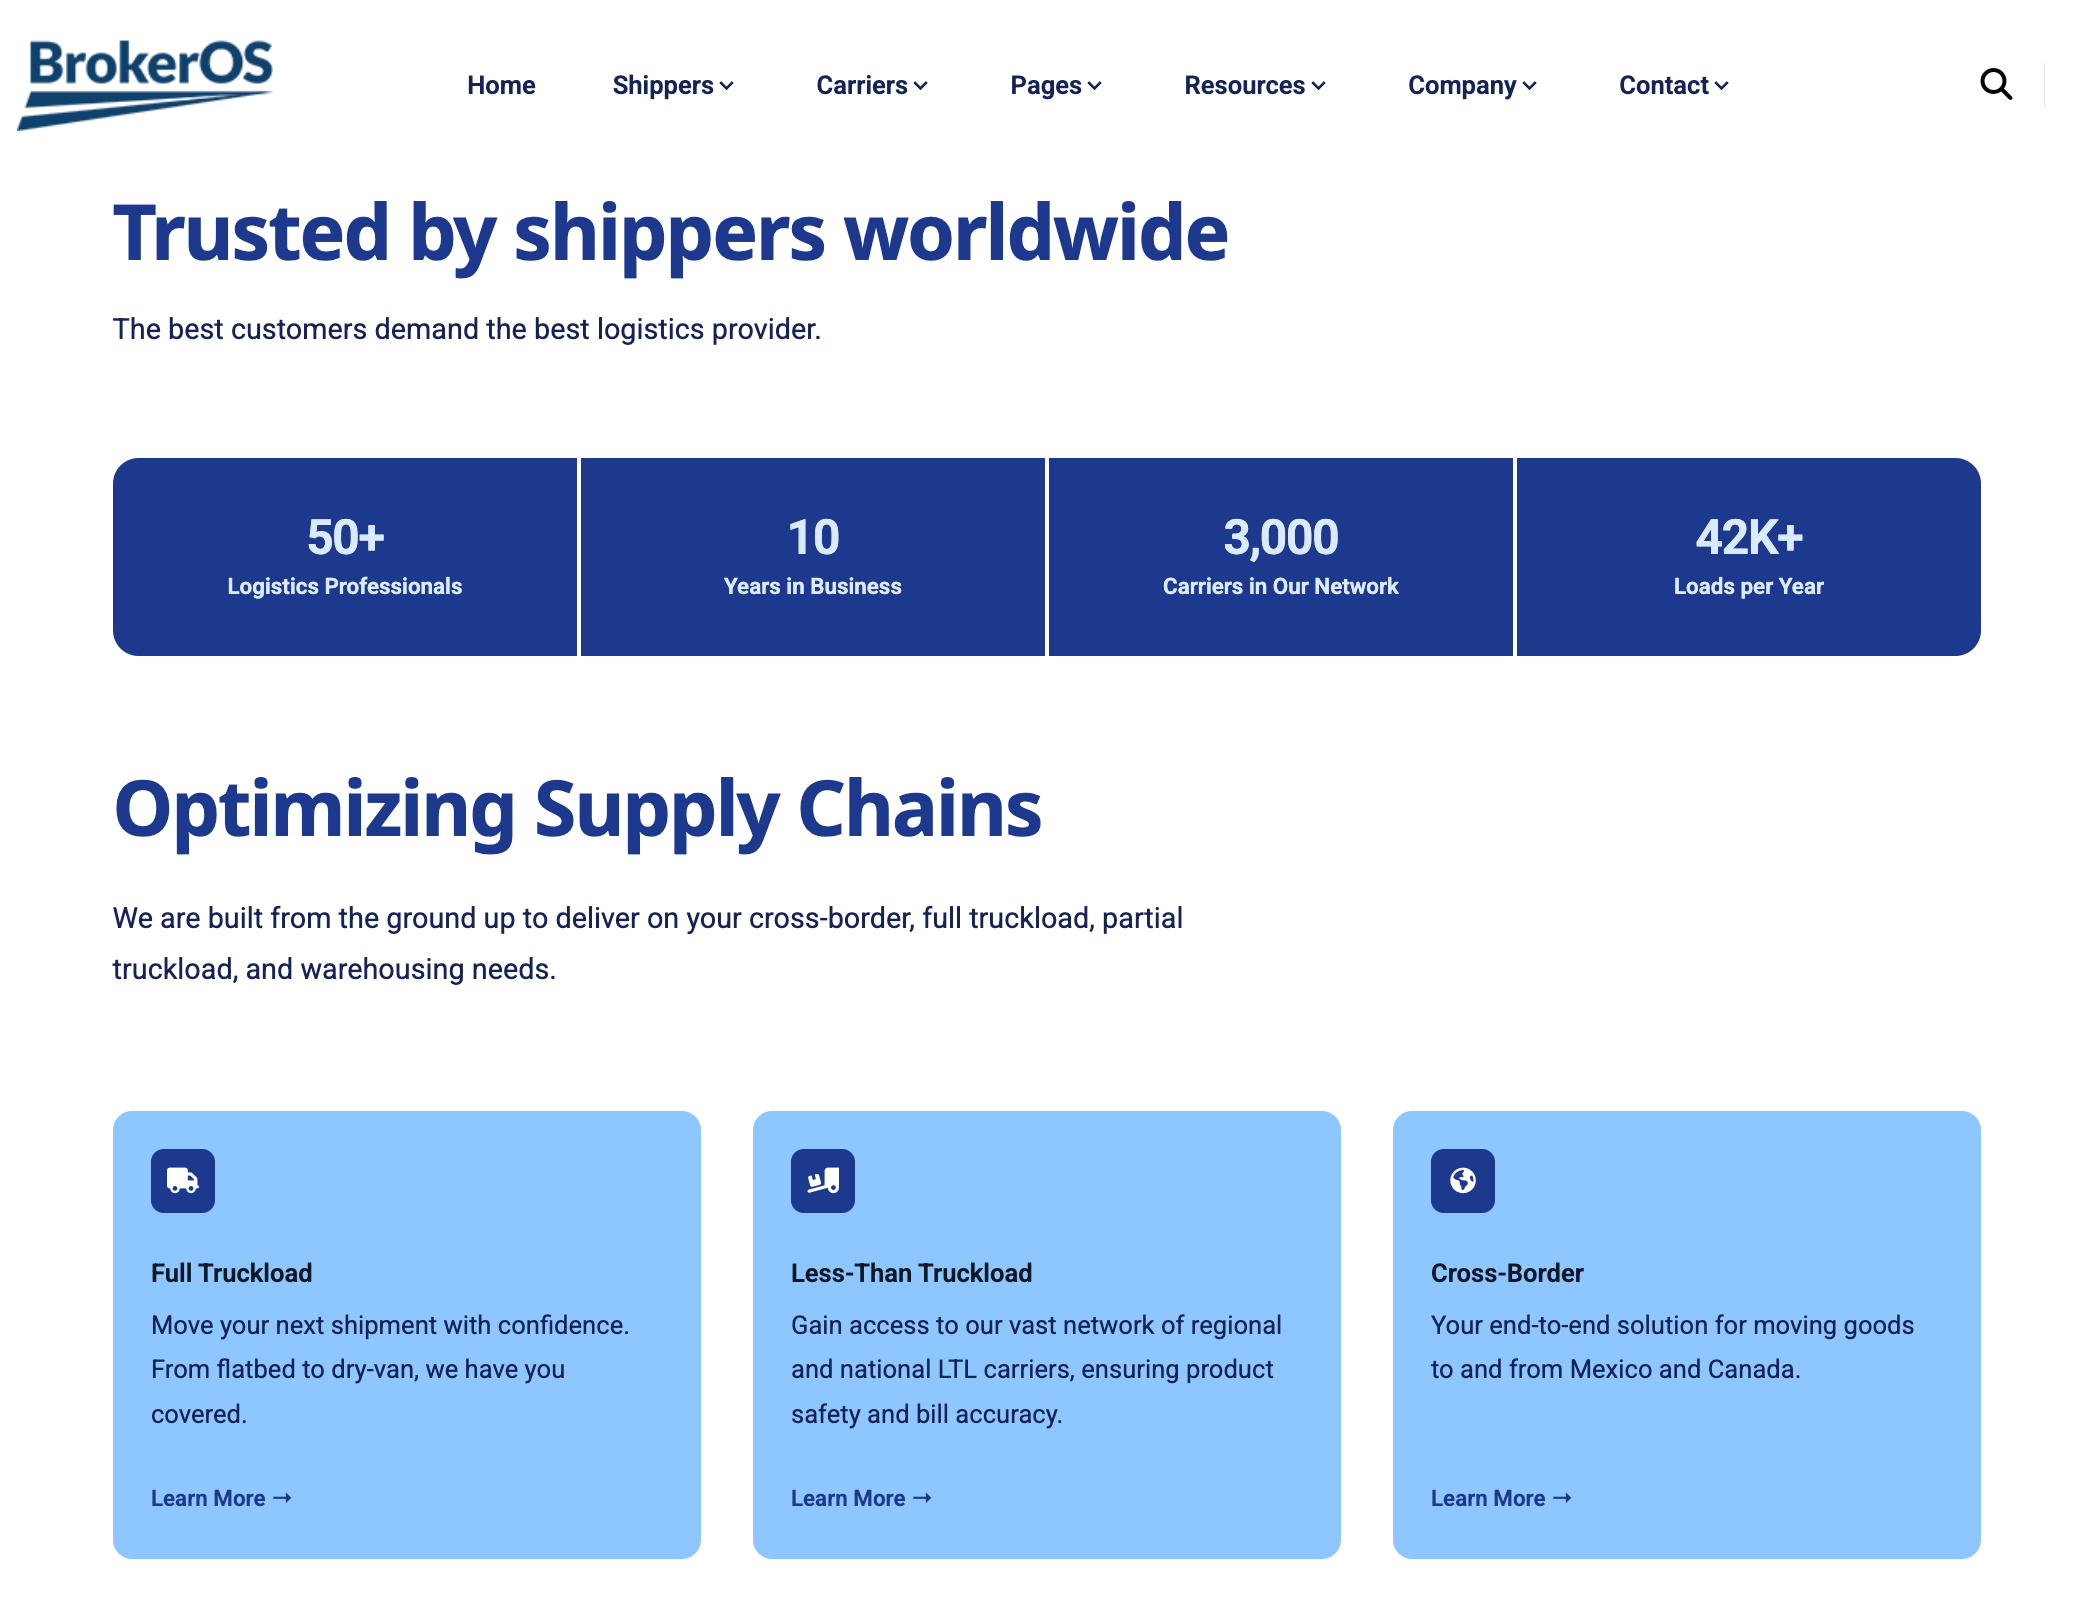 BrokerOS
Home
Shippers
Carriers
Pages
Resources
Company
Contact
Trusted by shippers worldwide
The best customers demand the best logistics provider.
50+
Logistics Professionals
10
Years in Business
3,000
Carriers in Our Network
42K+
Loads per Year
Optimizing Supply Chains
We are built from the ground up to deliver on your cross-border, full truckload, partial
truckload, and warehousing needs.
Full Truckload
Move your next shipment with confidence.
From flatbed to dry-van, we have you
covered.
Learn More →
Less-Than Truckload
Gain access to our vast network of regional
and national LTL carriers, ensuring product
safety and bill accuracy.
Learn More →
Cross-Border
Your end-to-end solution for moving goods
to and from Mexico and Canada.
Learn More →